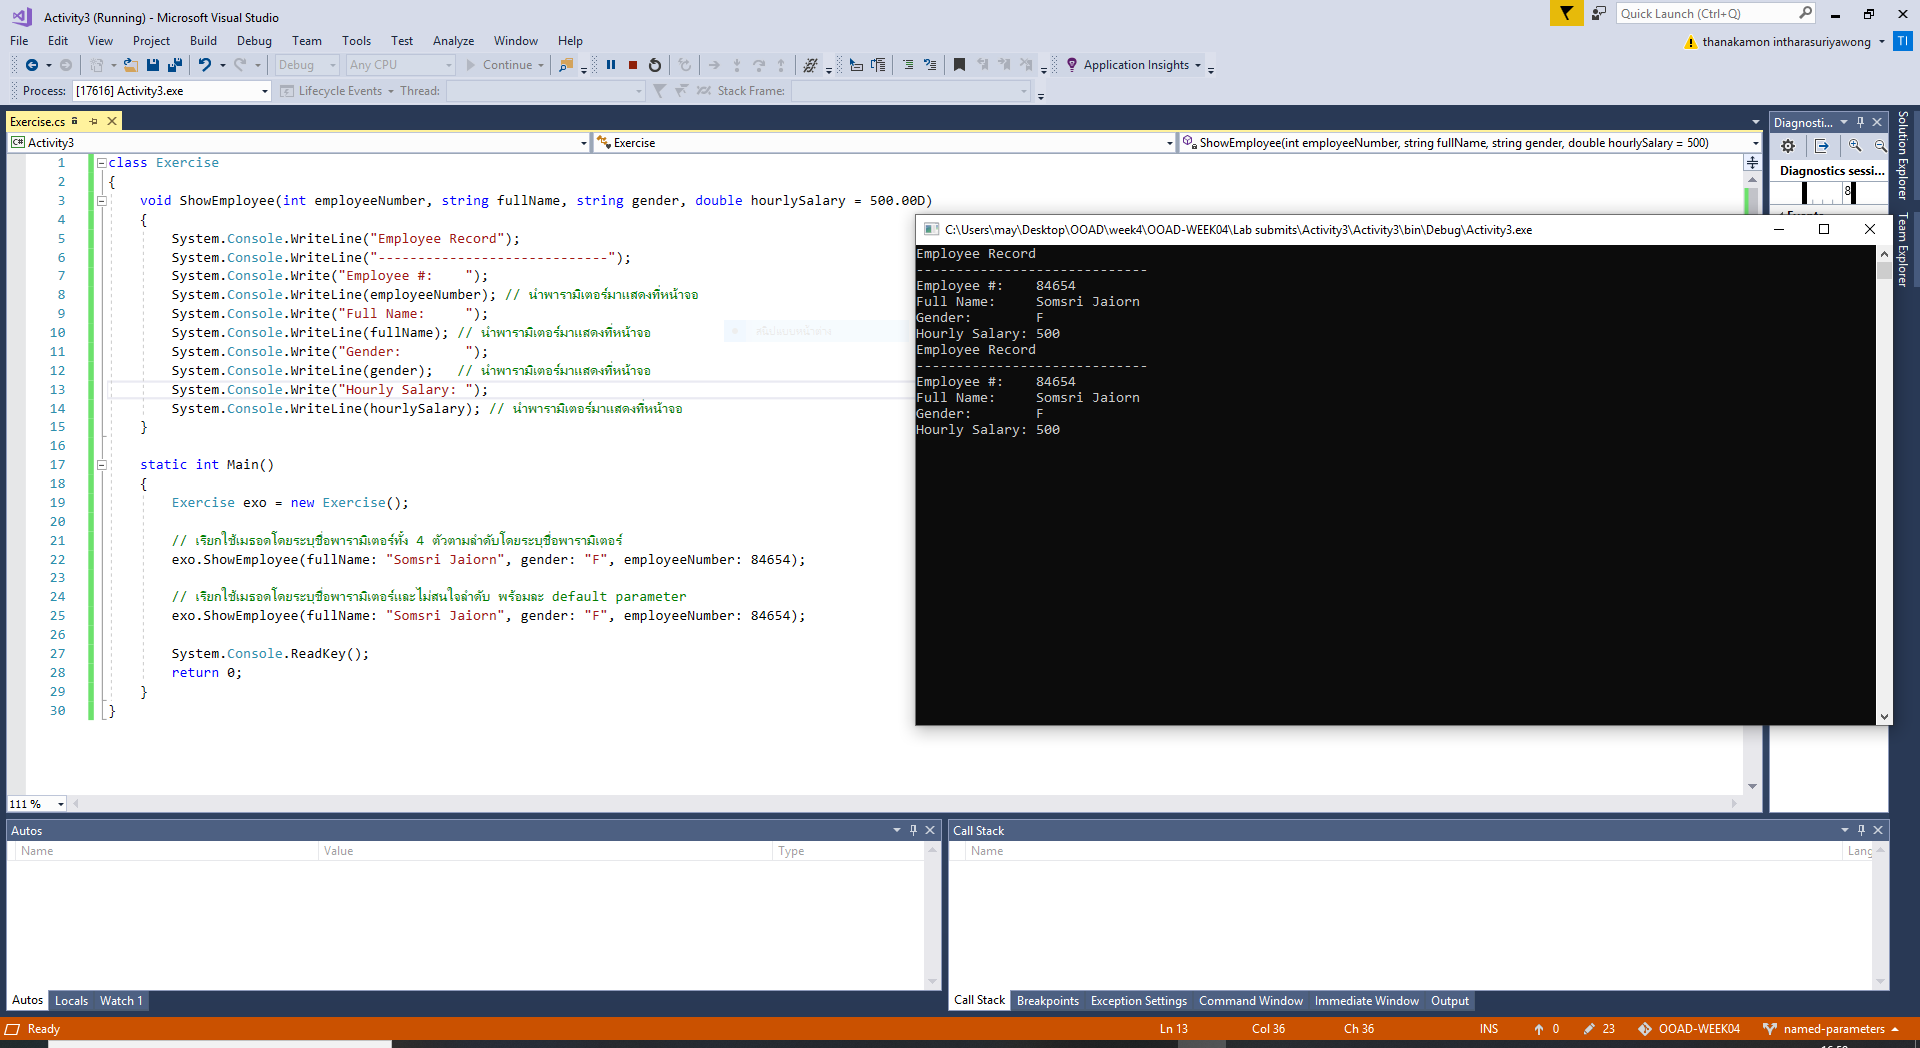 Activity3 (Running) - Microsoft Visual Studio
Quick Launch (Ctrl+Q)
File Edit View Project Build Debug Team Tools Test Analyze Window Help
thanakamon intharasuriyawong TI
Debug Any CPU Continue Application Insights
Process: [17616] Activity3.exe Lifecycle Events Thread: Stack Frame:
Exercise.cs
C# Activity3 Exercise ShowEmployee(int employeeNumber, string fullName, string gender, double hourlySalary = 500)
1 class Exercise
2 {
3 void ShowEmployee(int employeeNumber, string fullName, string gender, double hourlySalary = 500.00D)
4 {
5 System.Console.WriteLine("Employee Record");
6 System.Console.WriteLine("-----------------------------");
7 System.Console.Write("Employee #:    ");
8 System.Console.WriteLine(employeeNumber); // นำพารามิเตอร์มาแสดงที่หน้าจอ
9 System.Console.Write("Full Name:     ");
10 System.Console.WriteLine(fullName); // นำพารามิเตอร์มาแสดงที่หน้าจอ
11 System.Console.Write("Gender:        ");
12 System.Console.WriteLine(gender);   // นำพารามิเตอร์มาแสดงที่หน้าจอ
13 System.Console.Write("Hourly Salary: ");
14 System.Console.WriteLine(hourlySalary); // นำพารามิเตอร์มาแสดงที่หน้าจอ
15 }
16
17 static int Main()
18 {
19 Exercise exo = new Exercise();
20
21 // เรียกใช้เมธอดโดยระบุชื่อพารามิเตอร์ทั้ง 4 ตัวตามลำดับโดยระบุชื่อพารามิเตอร์
22 exo.ShowEmployee(fullName: "Somsri Jaiorn", gender: "F", employeeNumber: 84654);
23
24 // เรียกใช้เมธอดโดยระบุชื่อพารามิเตอร์และไม่สนใจลำดับ พร้อมละ default parameter
25 exo.ShowEmployee(fullName: "Somsri Jaiorn", gender: "F", employeeNumber: 84654);
26
27 System.Console.ReadKey();
28 return 0;
29 }
30 }
111 %
C:\Users\may\Desktop\OOAD\week4\OOAD-WEEK04\Lab submits\Activity3\Activity3\bin\Debug\Activity3.exe
Employee Record
-----------------------------
Employee #:    84654
Full Name:     Somsri Jaiorn
Gender:        F
Hourly Salary: 500
Employee Record
-----------------------------
Employee #:    84654
Full Name:     Somsri Jaiorn
Gender:        F
Hourly Salary: 500
Diagnosti...
Diagnostics sessi...
8
Solution Explorer
Team Explorer
Autos
Name Value Type
Autos Locals Watch 1
Call Stack
Name Lang
Call Stack Breakpoints Exception Settings Command Window Immediate Window Output
Ready Ln 13 Col 36 Ch 36 INS 0 23 OOAD-WEEK04 named-parameters